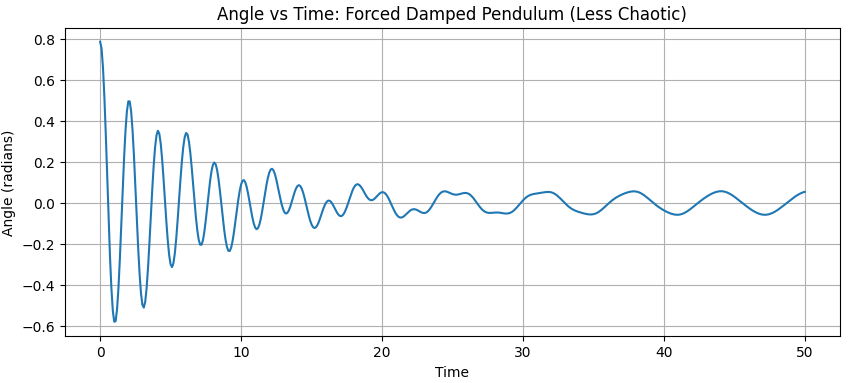 Angle vs Time: Forced Damped Pendulum (Less Chaotic)
Angle (radians)
0.8
0.6
0.4
0.2
0.0
−0.2
−0.4
−0.6
0 10 20 30 40 50
Time